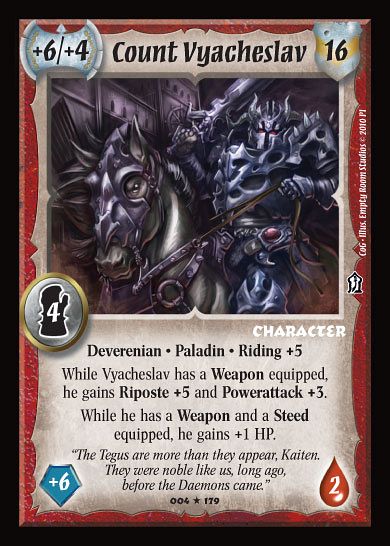 +6/+4
Count Vyacheslav
16
CoG • Illus. Empty Room Studios © 2010 PI
4
CHARACTER
Deverenian • Paladin • Riding +5
While Vyacheslav has a Weapon equipped,
he gains Riposte +5 and Powerattack +3.
While he has a Weapon and a Steed
equipped, he gains +1 HP.
“The Tegus are more than they appear, Kaiten.
They were noble like us, long ago,
before the Daemons came.”
+6
2
004 ★ 179